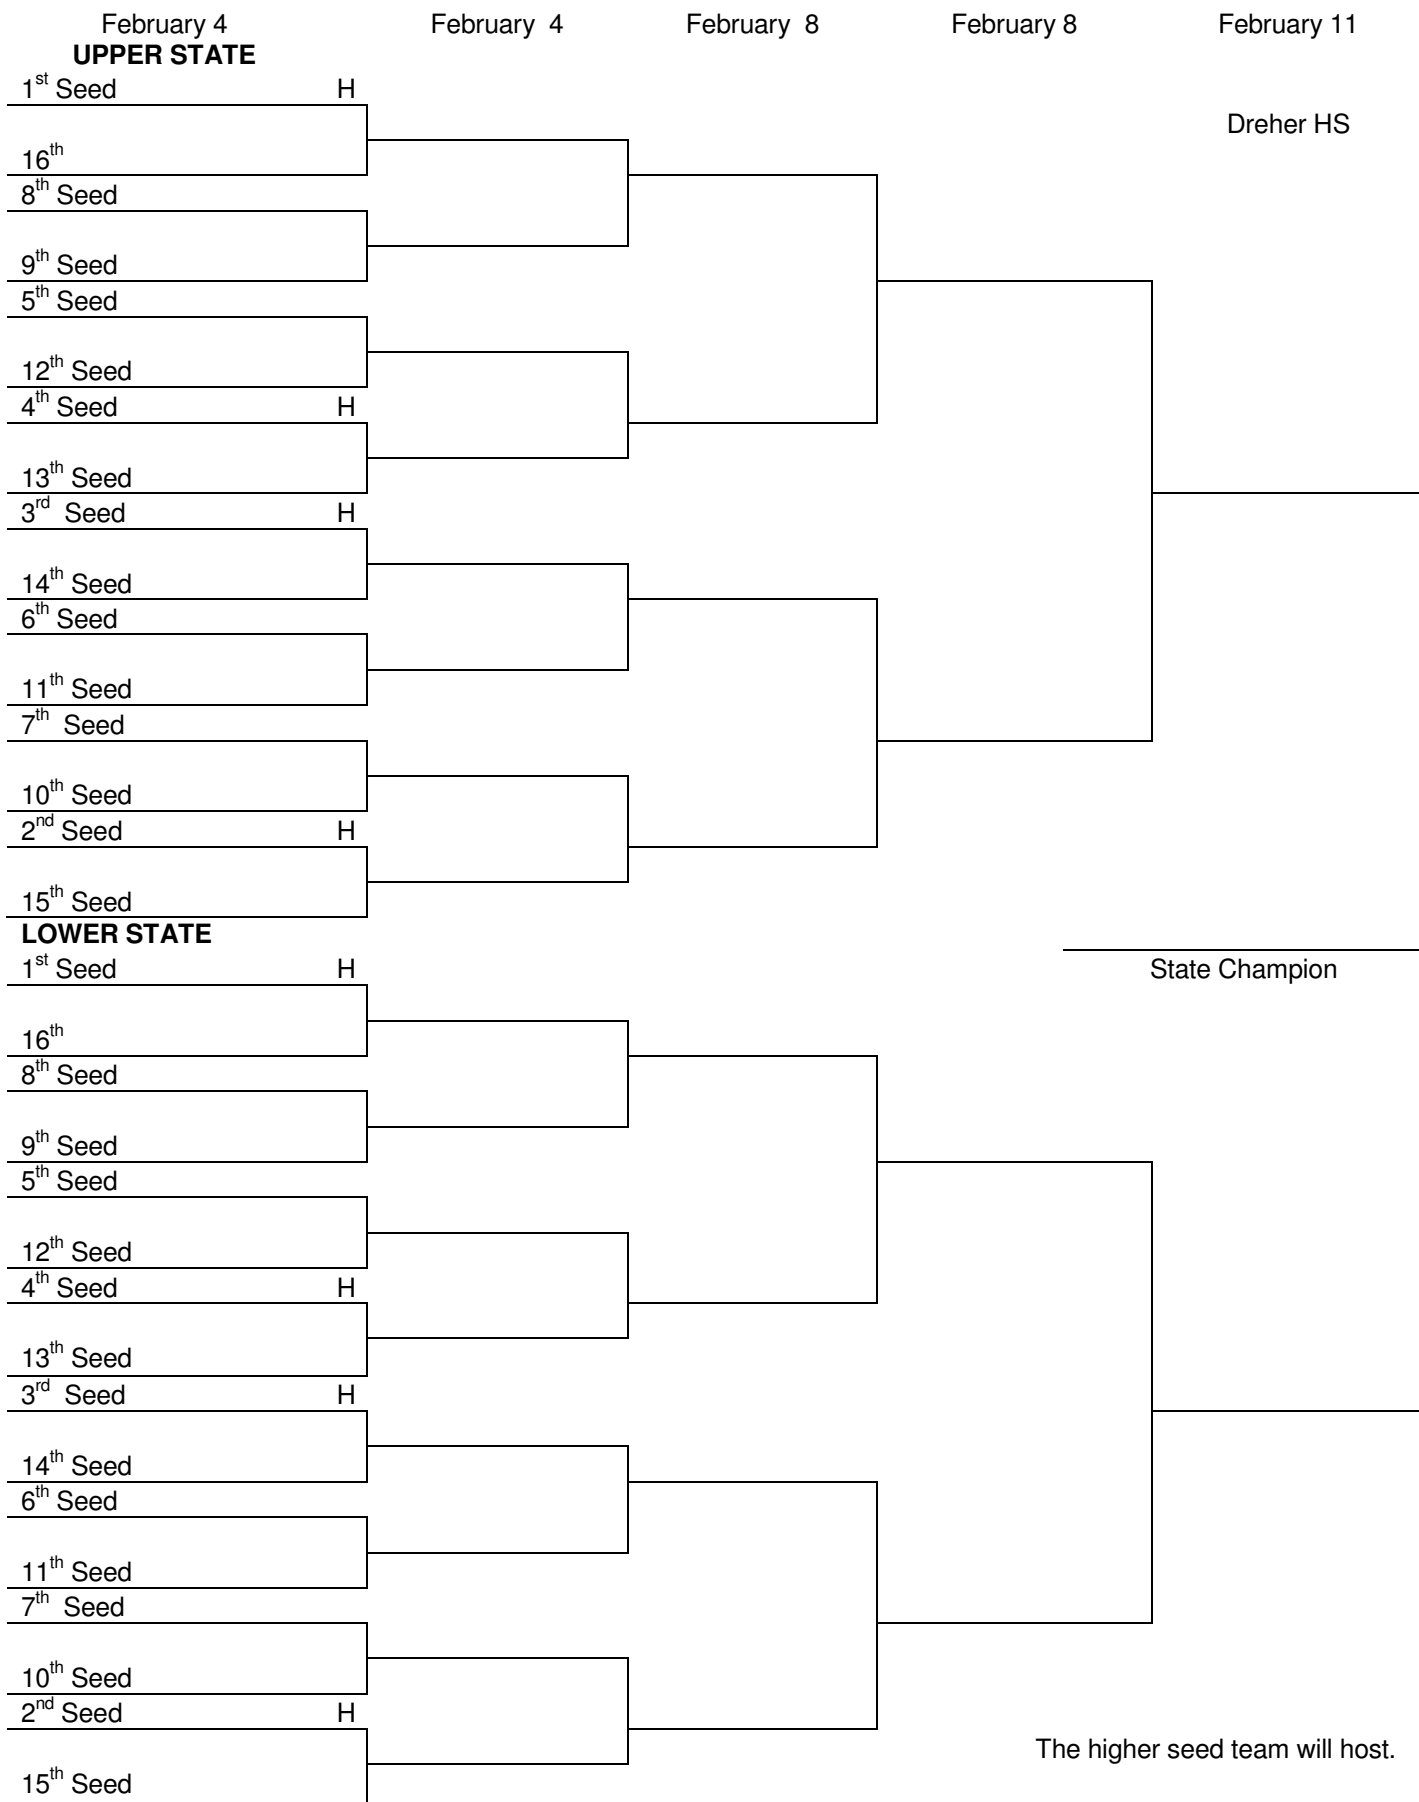 February 4 February 4 February 8 February 8 February 11
UPPER STATE
1st Seed H
Dreher HS
16th
8th Seed
9th Seed
5th Seed
12th Seed
4th Seed H
13th Seed
3rd Seed H
14th Seed
6th Seed
11th Seed
7th Seed
10th Seed
2nd Seed H
15th Seed
LOWER STATE
1st Seed H
State Champion
16th
8th Seed
9th Seed
5th Seed
12th Seed
4th Seed H
13th Seed
3rd Seed H
14th Seed
6th Seed
11th Seed
7th Seed
10th Seed
2nd Seed H
The higher seed team will host.
15th Seed